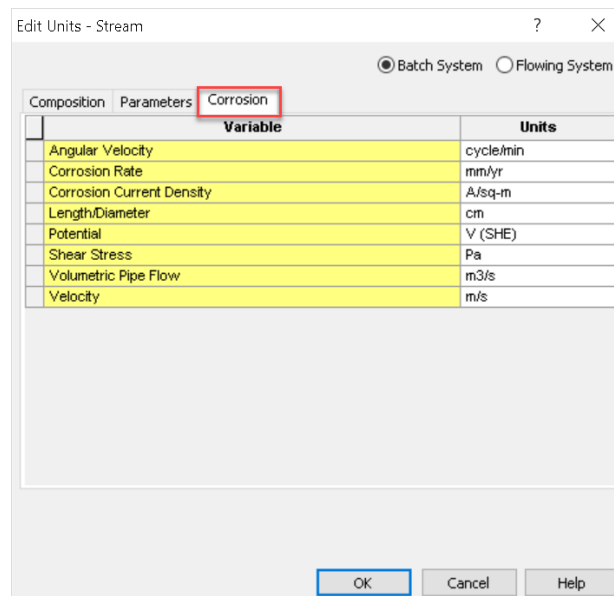 Edit Units - Stream ?
Batch System Flowing System
Composition Parameters Corrosion
Variable Units
Angular Velocity cycle/min
Corrosion Rate mm/yr
Corrosion Current Density A/sq-m
Length/Diameter cm
Potential V (SHE)
Shear Stress Pa
Volumetric Pipe Flow m3/s
Velocity m/s
OK Cancel Help